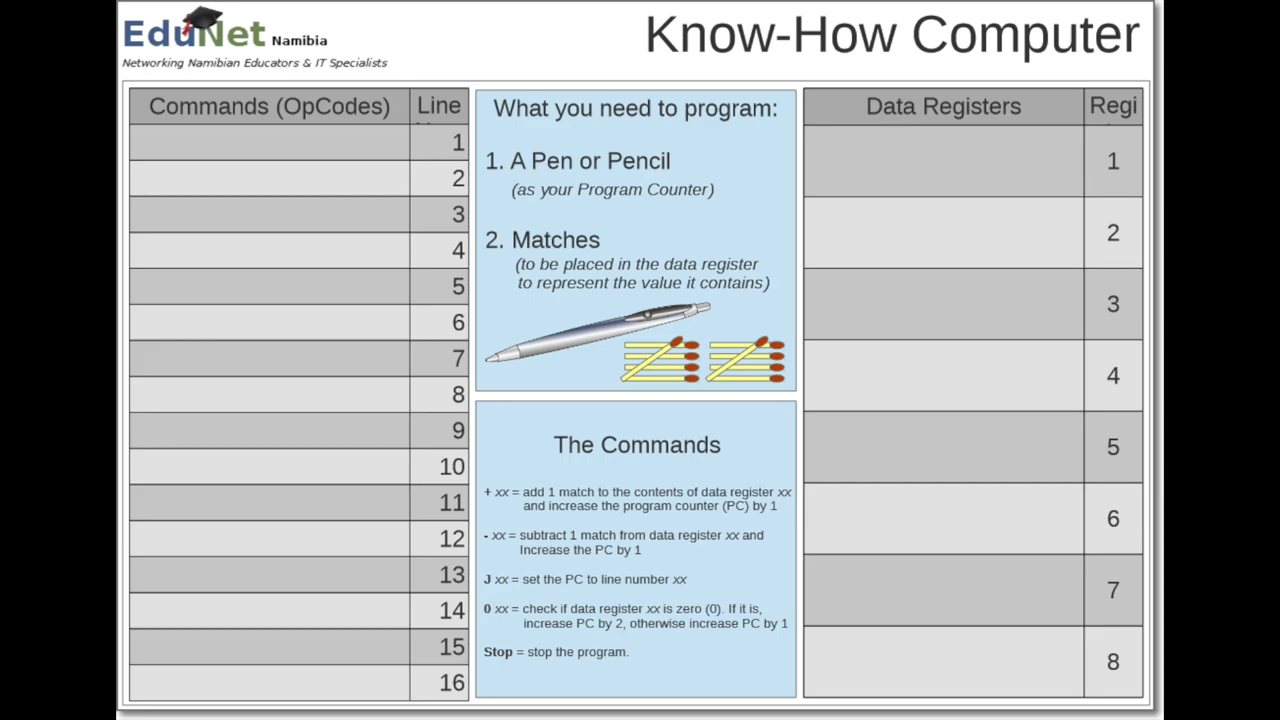 EduNet Namibia
Networking Namibian Educators & IT Specialists
Know-How Computer
Commands (OpCodes) Line
1
2
3
4
5
6
7
8
9
10
11
12
13
14
15
16
What you need to program:
1. A Pen or Pencil
(as your Program Counter)
2. Matches
(to be placed in the data register
to represent the value it contains)
The Commands
+ xx = add 1 match to the contents of data register xx
and increase the program counter (PC) by 1
- xx = subtract 1 match from data register xx and
Increase the PC by 1
J xx = set the PC to line number xx
0 xx = check if data register xx is zero (0). If it is,
increase PC by 2, otherwise increase PC by 1
Stop = stop the program.
Data Registers Regi
1
2
3
4
5
6
7
8